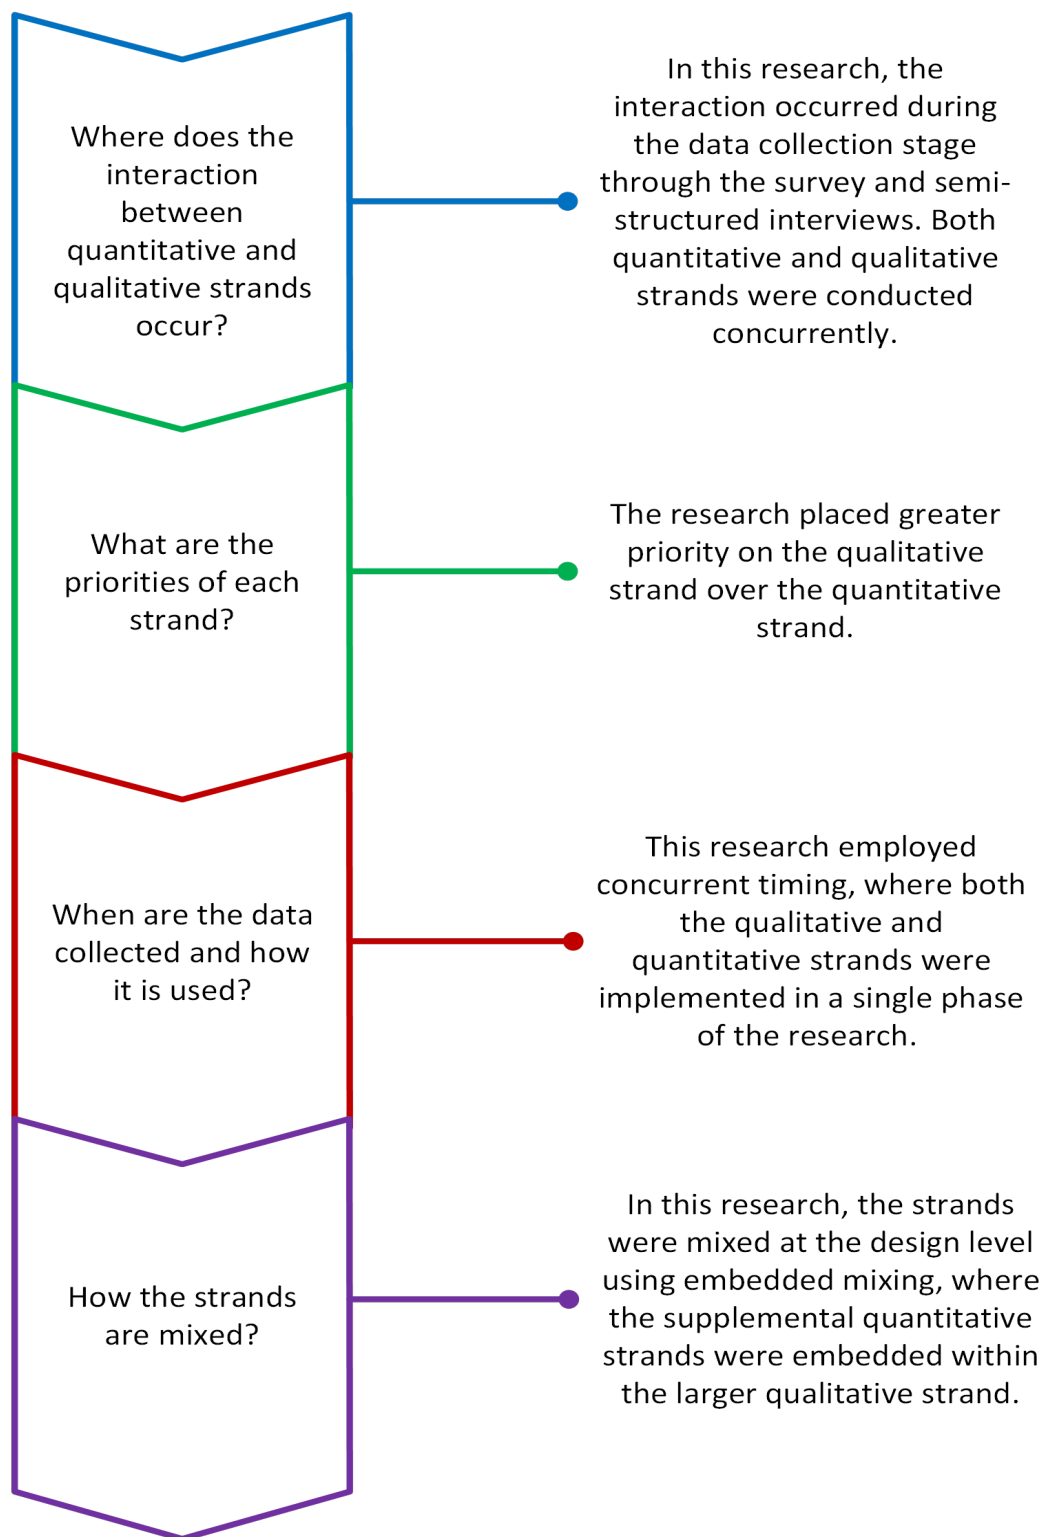 Where does the
interaction
between
quantitative and
qualitative strands
occur?
In this research, the
interaction occurred during
the data collection stage
through the survey and semi-
structured interviews. Both
quantitative and qualitative
strands were conducted
concurrently.
What are the
priorities of each
strand?
The research placed greater
priority on the qualitative
strand over the quantitative
strand.
When are the data
collected and how
it is used?
This research employed
concurrent timing, where both
the qualitative and
quantitative strands were
implemented in a single phase
of the research.
How the strands
are mixed?
In this research, the strands
were mixed at the design level
using embedded mixing, where
the supplemental quantitative
strands were embedded within
the larger qualitative strand.